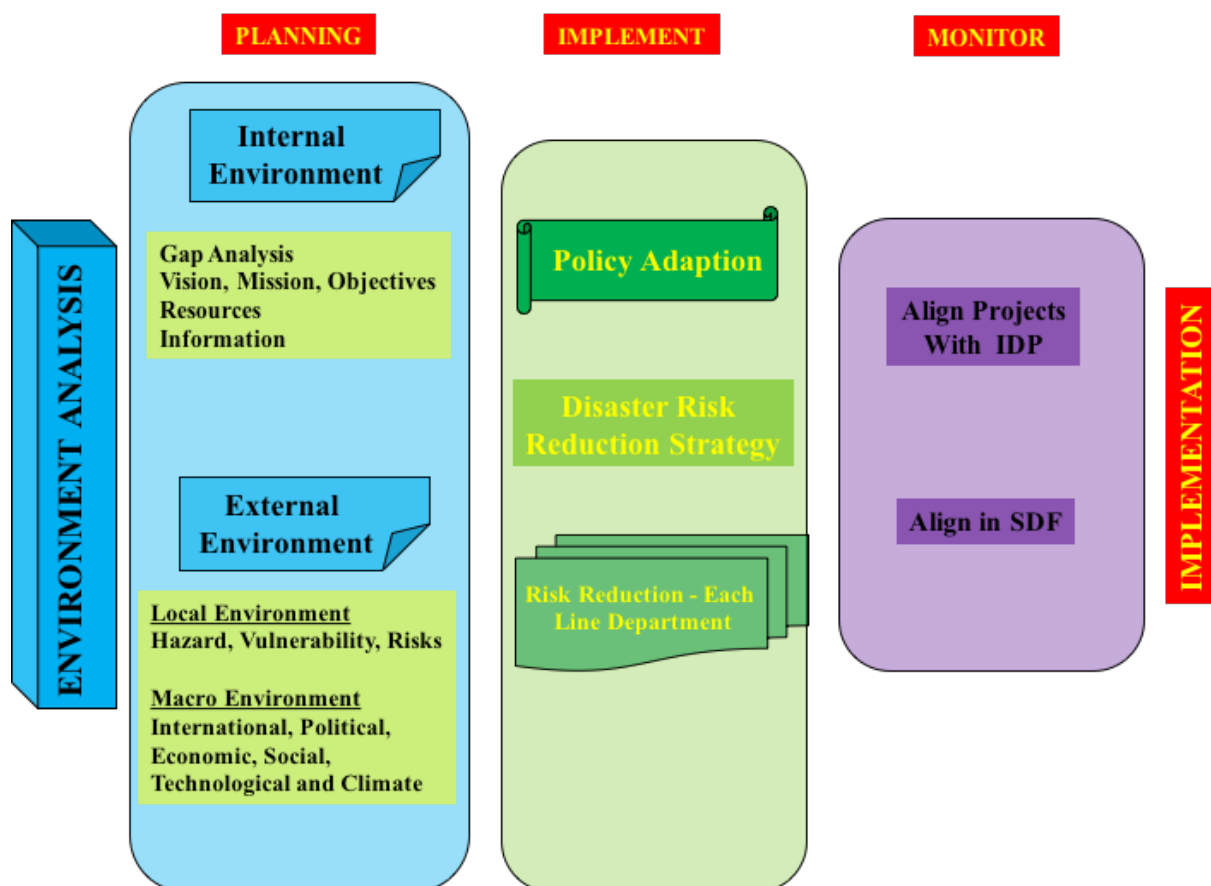 PLANNING
IMPLEMENT
MONITOR
ENVIRONMENT ANALYSIS
Internal
Environment
Gap Analysis
Vision, Mission, Objectives
Resources
Information
External
Environment
Local Environment
Hazard, Vulnerability, Risks
Macro Environment
International, Political,
Economic, Social,
Technological and Climate
Policy Adaption
Disaster Risk
Reduction Strategy
Risk Reduction - Each
Line Department
Align Projects
With IDP
Align in SDF
IMPLEMENTATION